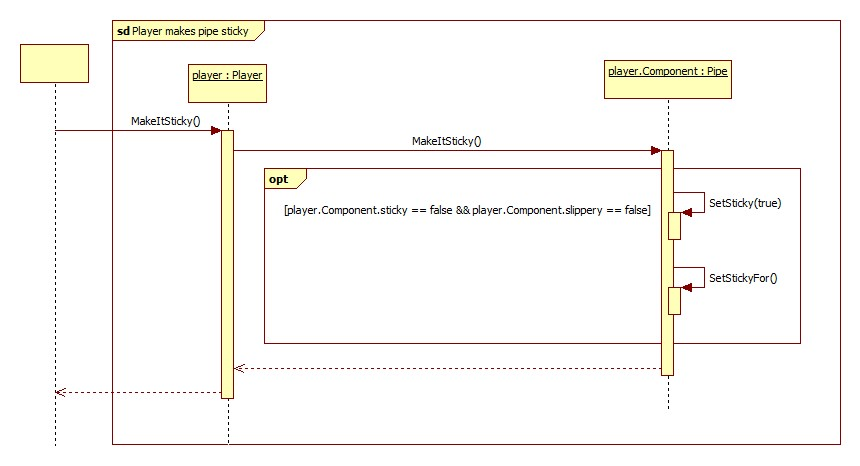 sd Player makes pipe sticky
player : Player
player.Component : Pipe
MakeItSticky()
MakeItSticky()
opt
[player.Component.sticky == false && player.Component.slippery == false]
SetSticky(true)
SetStickyFor()